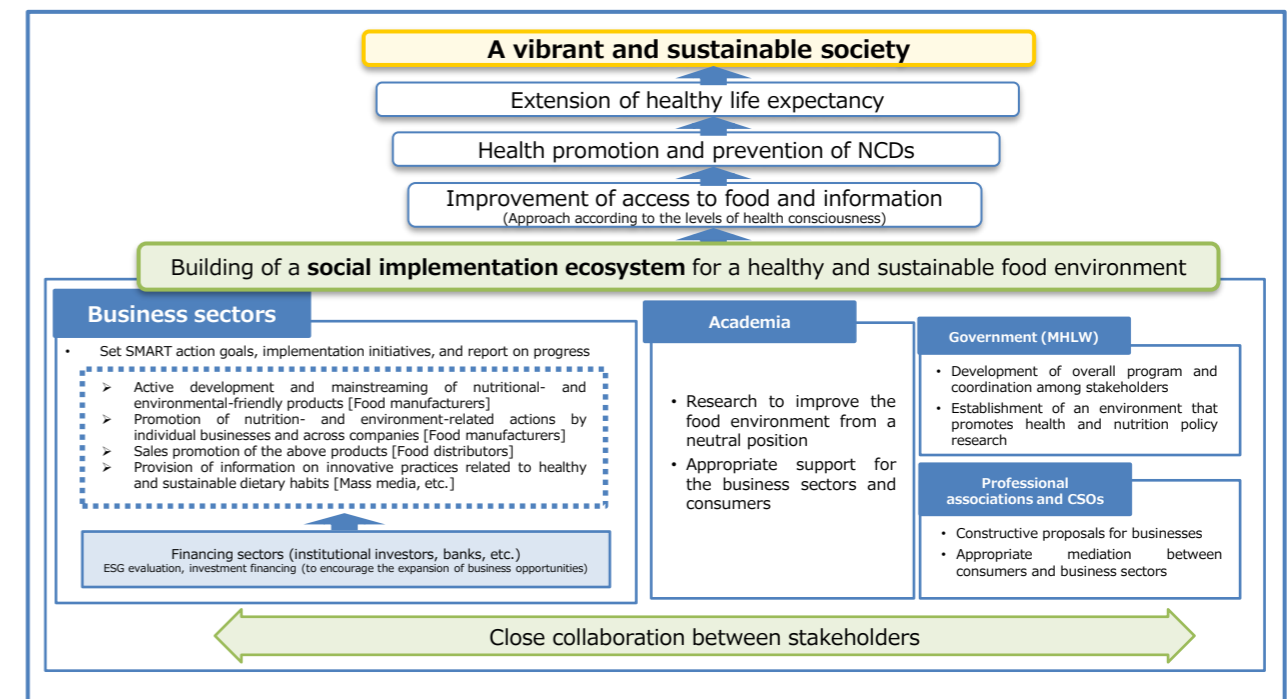 A vibrant and sustainable society
Extension of healthy life expectancy
Health promotion and prevention of NCDs
Improvement of access to food and information
(Approach according to the levels of health consciousness)
Building of a social implementation ecosystem for a healthy and sustainable food environment
Business sectors
• Set SMART action goals, implementation initiatives, and report on progress
➢ Active development and mainstreaming of nutritional- and
environmental-friendly products [Food manufacturers]
➢ Promotion of nutrition- and environment-related actions by
individual businesses and across companies [Food manufacturers]
➢ Sales promotion of the above products [Food distributors]
➢ Provision of information on innovative practices related to healthy
and sustainable dietary habits [Mass media, etc.]
Financing sectors (institutional investors, banks, etc.)
ESG evaluation, investment financing (to encourage the expansion of business opportunities)
Academia
• Research to improve the
food environment from a
neutral position
• Appropriate support for
the business sectors and
consumers
Government (MHLW)
• Development of overall program and
coordination among stakeholders
• Establishment of an environment that
promotes health and nutrition policy
research
Professional
associations and CSOs
• Constructive proposals for businesses
• Appropriate mediation between
consumers and business sectors
Close collaboration between stakeholders